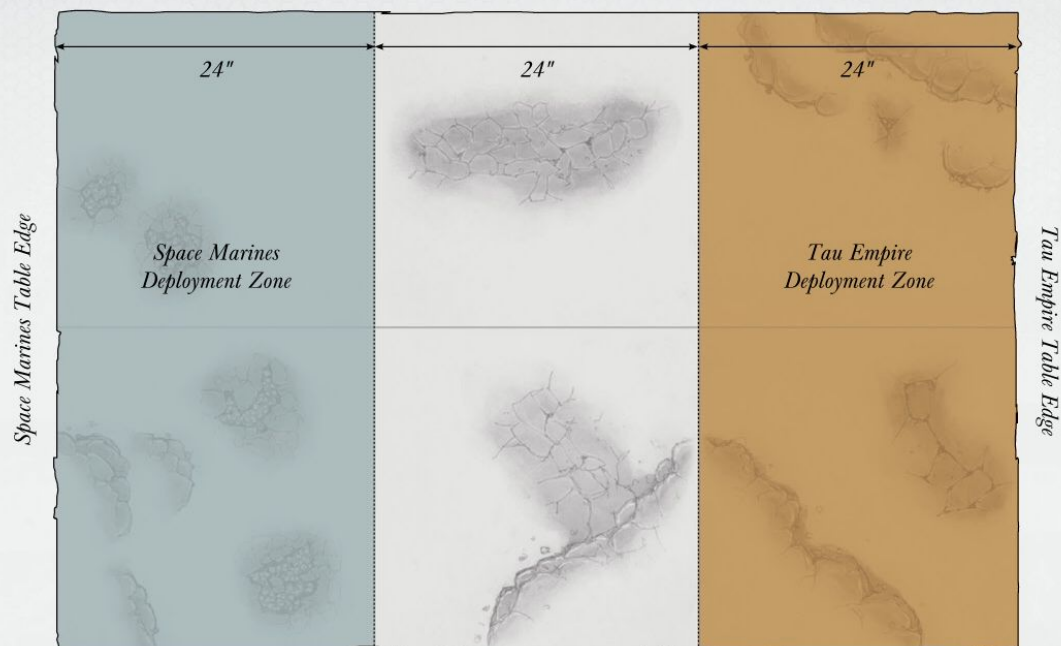 24"
24"
24"
Space Marines Table Edge
Space Marines
Deployment Zone
Tau Empire
Deployment Zone
Tau Empire Table Edge